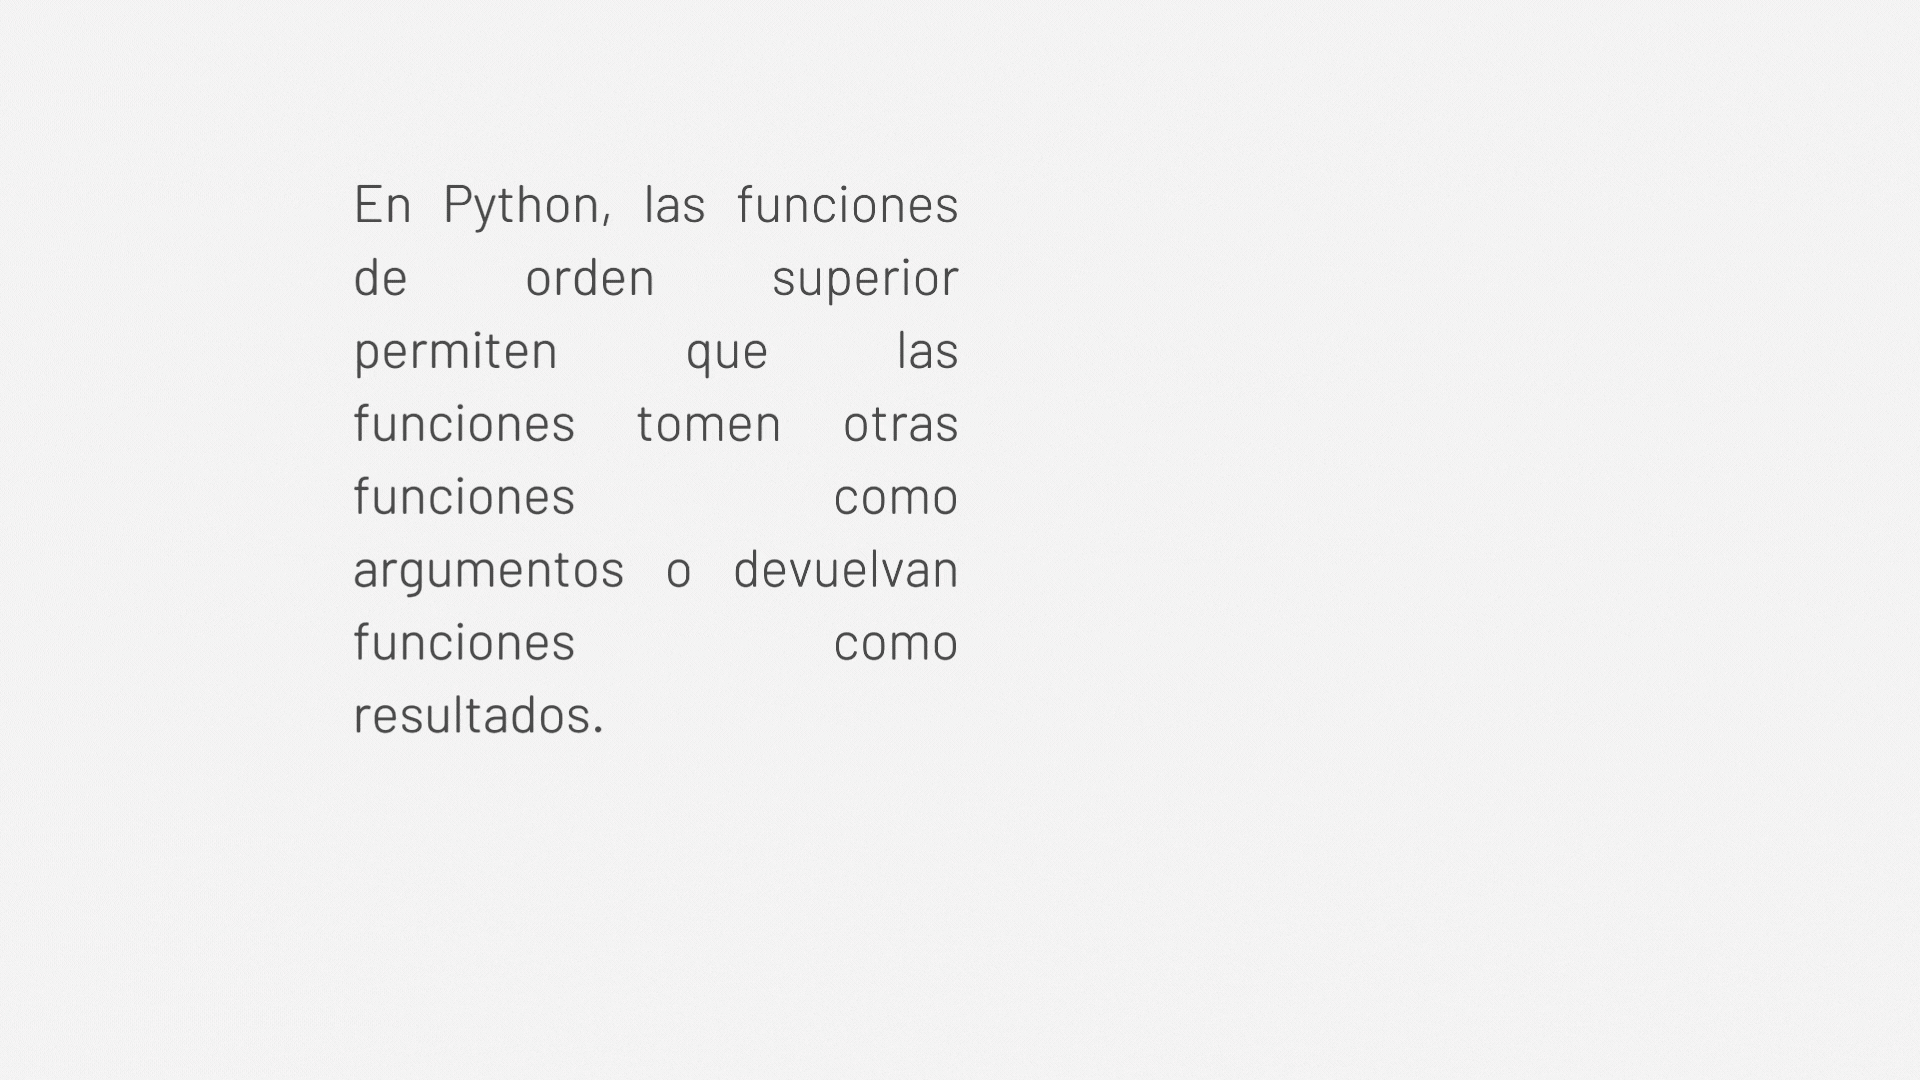 En Python, las funciones
de orden superior
permiten que las
funciones tomen otras
funciones como
argumentos o devuelvan
funciones como
resultados.